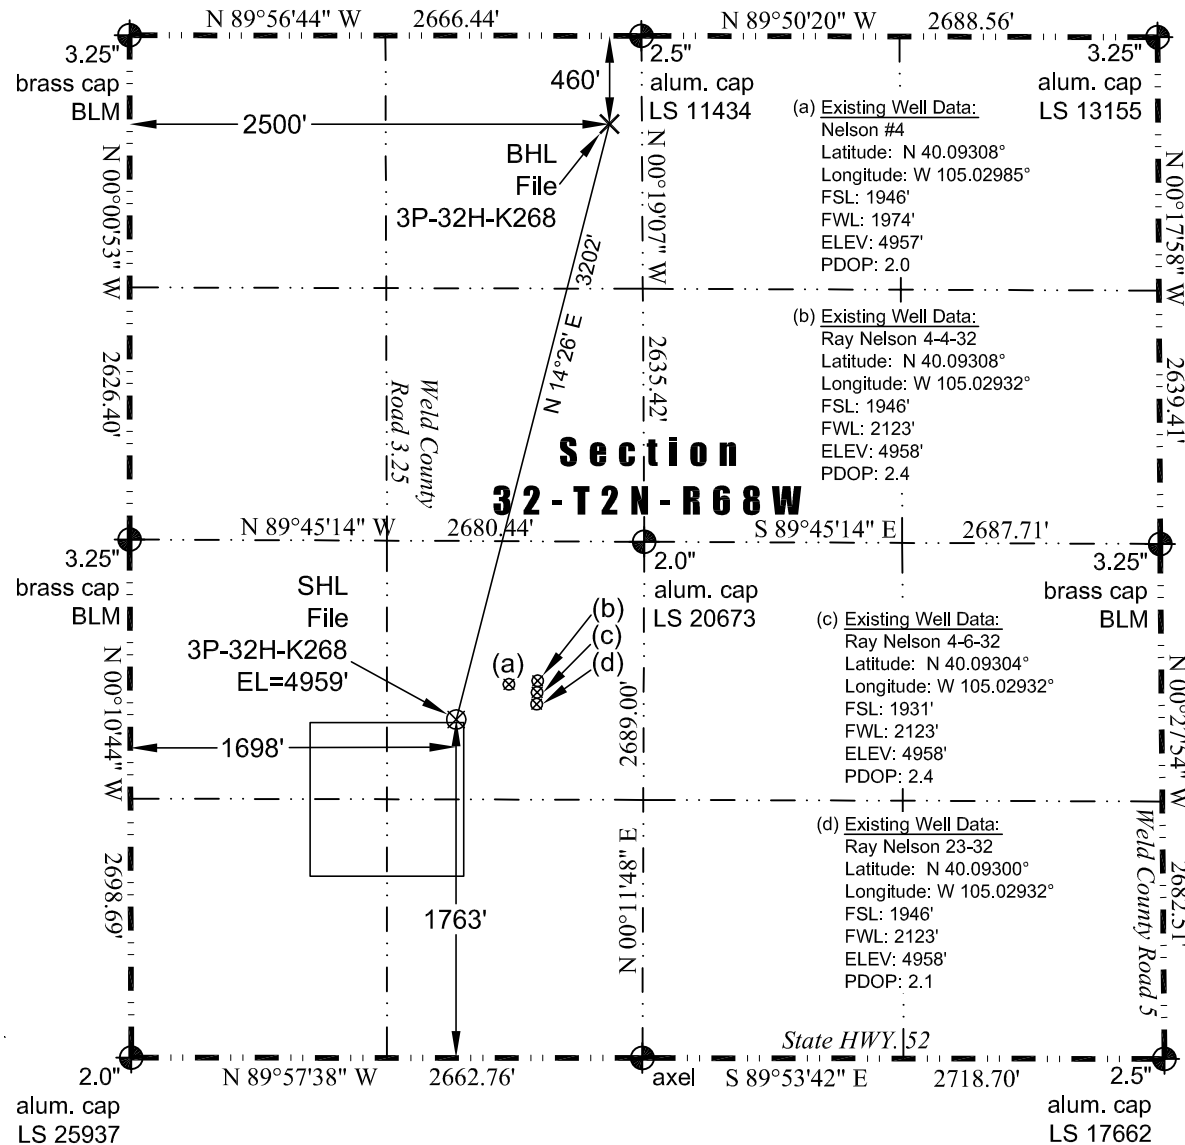 N 89°56'44" W 2666.44' N 89°50'20" W 2688.56'
3.25"
brass cap
BLM
2.5"
alum. cap
LS 11434
3.25"
alum. cap
LS 13155
460'
2500'
BHL
File
3P-32H-K268
N 00°00'53" W
2626.40'
N 00°19'07" W
2635.42'
N 00°17'58" W
2639.41'
(a) Existing Well Data:
Nelson #4
Latitude: N 40.09308°
Longitude: W 105.02985°
FSL: 1946'
FWL: 1974'
ELEV: 4957'
PDOP: 2.0
(b) Existing Well Data:
Ray Nelson 4-4-32
Latitude: N 40.09308°
Longitude: W 105.02932°
FSL: 1946'
FWL: 2123'
ELEV: 4958'
PDOP: 2.4
N 14°26' E 3202'
Weld County
Road 3.25
Section
32-T2N-R68W
N 89°45'14" W 2680.44' S 89°45'14" E 2687.71'
3.25"
brass cap
BLM
2.0"
alum. cap
LS 20673
3.25"
brass cap
BLM
SHL
File
3P-32H-K268
EL=4959'
(a)
(b)
(c)
(d)
(c) Existing Well Data:
Ray Nelson 4-6-32
Latitude: N 40.09304°
Longitude: W 105.02932°
FSL: 1931'
FWL: 2123'
ELEV: 4958'
PDOP: 2.4
N 00°10'44" W
2698.69'
1698'
1763'
2689.00'
N 00°11'48" E
N 00°27'54" W
2682.51'
Weld County Road 5
(d) Existing Well Data:
Ray Nelson 23-32
Latitude: N 40.09300°
Longitude: W 105.02932°
FSL: 1946'
FWL: 2123'
ELEV: 4958'
PDOP: 2.1
State HWY. 52
2.0"
alum. cap
LS 25937
N 89°57'38" W 2662.76' axel S 89°53'42" E 2718.70'
2.5"
alum. cap
LS 17662